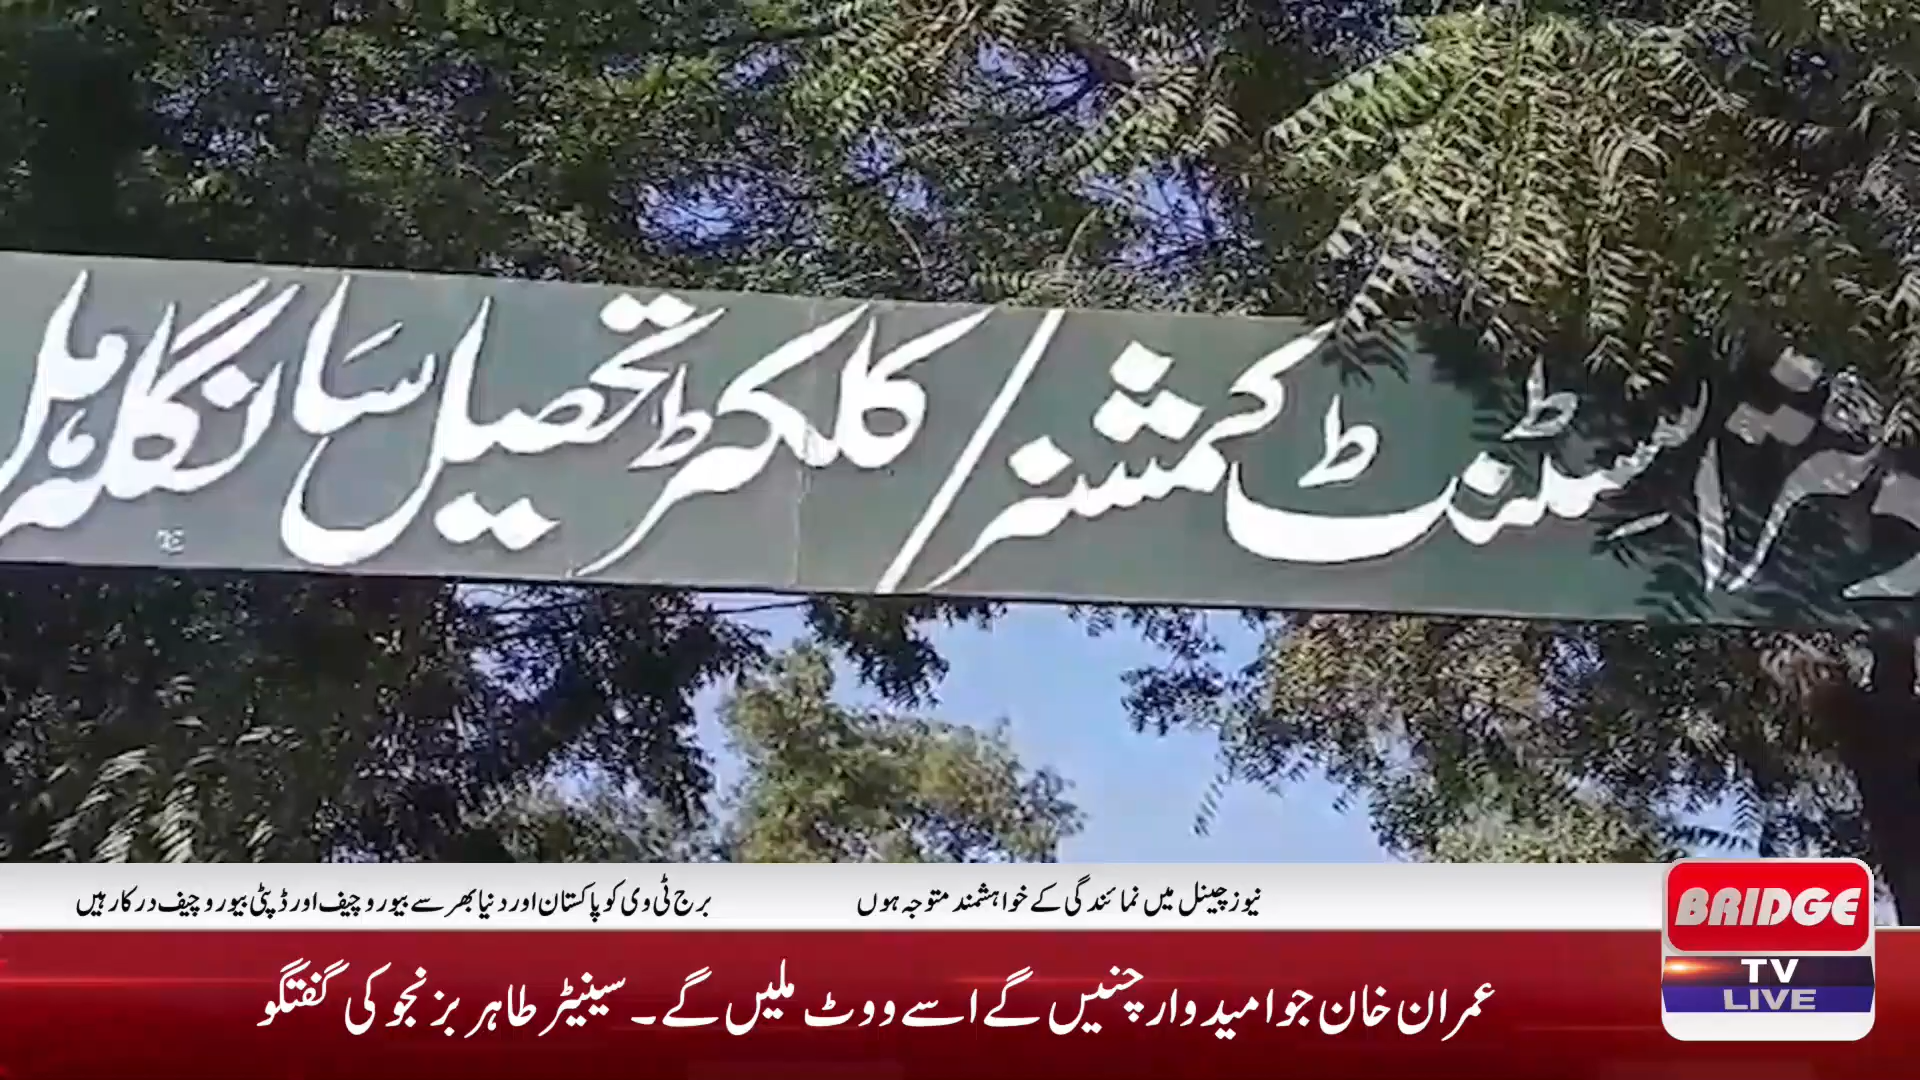 دفتر اسسٹنٹ کمشنر / کلکٹر تحصیل سانگلہ ہل
نیوز چینل میں نمائندگی کے خواہشمند متوجہ ہوں
برج ٹی وی کو پاکستان اور دنیا بھر سے بیورو چیف اور ڈپٹی بیورو چیف درکار ہیں
BRIDGE
TV
LIVE
عمران خان جو امیدوار چنیں گے اسے ووٹ ملیں گے۔ سینیٹر طاہر بزنجو کی گفتگو